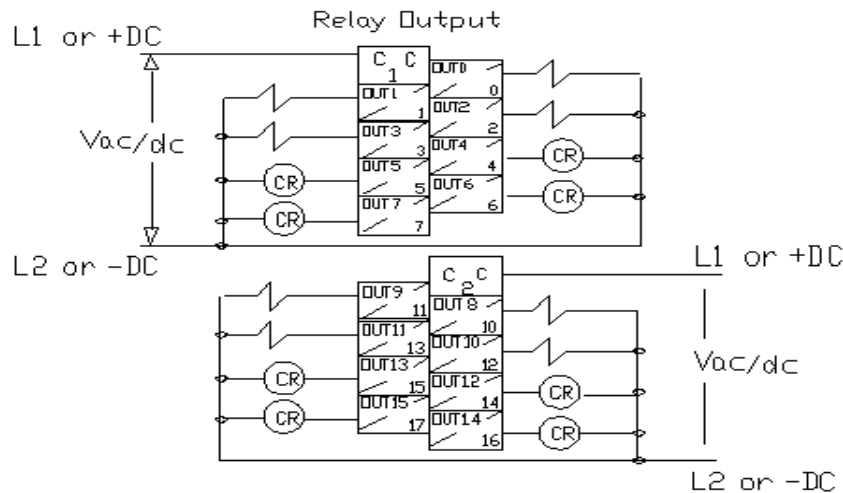 Relay Output
L1 or +DC
C C
1
OUT0
0
OUT1
1
OUT2
2
OUT3
3
OUT4
4
OUT5
5
OUT6
6
OUT7
7
CR
CR
CR
CR
Vac/dc
L2 or -DC
L1 or +DC
C C
2
OUT9
11
OUT8
10
OUT11
13
OUT10
12
OUT13
15
OUT12
14
OUT15
17
OUT14
16
CR
CR
CR
CR
Vac/dc
L2 or -DC